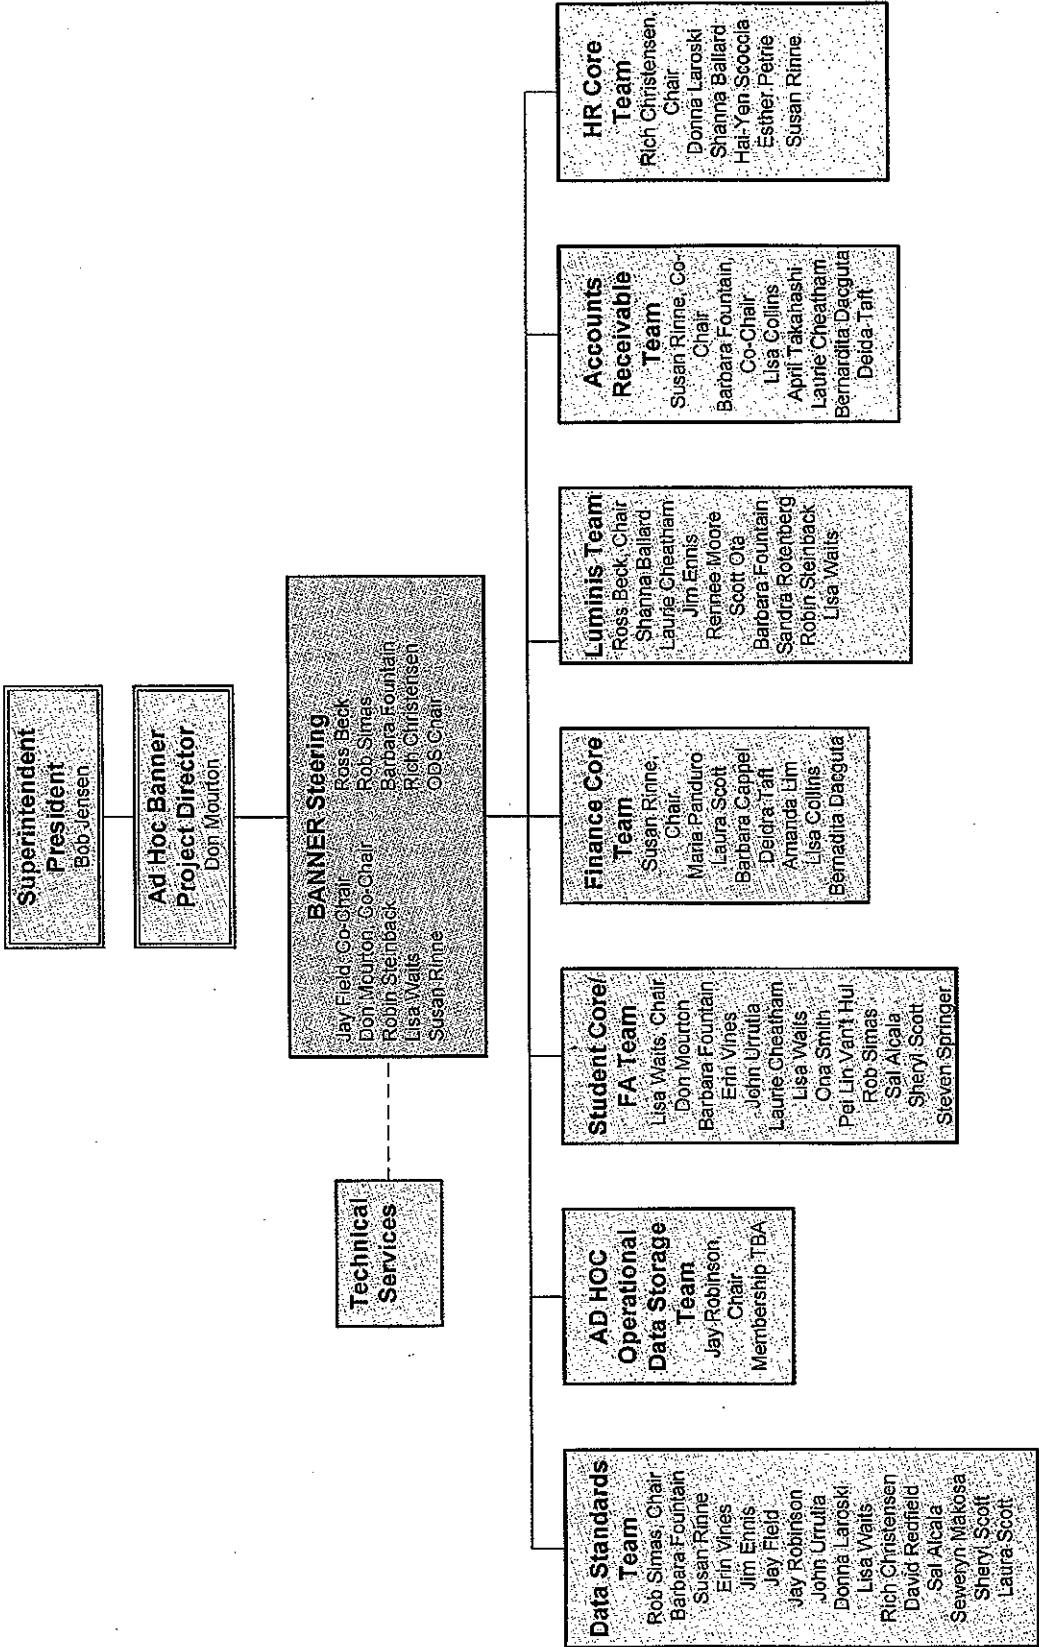 Superintendent
President
Bob Jensen
Ad Hoc Banner
Project Director
Don Mourton
BANNER Steering
Jay Field Co-Chair
Don Mourton Co-Chair
Robin Steinback
Lisa Waits
Susan Rinne
Ross Beck
Rob Simas
Barbara Fountain
Rich Christensen
ODS Chair
Technical
Services
Data Standards
Team
Rob Simas, Chair
Barbara Fountain
Susan Rinne
Erin Vines
Jim Ennis
Jay Field
Jay Robinson
John Urrutia
Donna Laroski
Lisa Waits
Rich Christensen
David Redfield
Sal Alcala
Seweryn Makosa
Sheryl Scott
Laura Scott
AD HOC
Operational
Data Storage
Team
Jay Robinson,
Chair
Membership TBA
Student Core/
FA Team
Lisa Waits, Chair
Don Mourton
Barbara Fountain
Erin Vines
John Urrutia
Laurie Cheatham
Lisa Waits
Ona Smith
Pei Lin Van't Hul
Rob Simas
Sal Alcala
Sheryl Scott
Steven Springer
Finance Core
Team
Susan Rinne,
Chair
Maria Panduro
Laura Scott
Barbara Cappel
Deidra Taft
Amanda Lim
Lisa Collins
Bernadita Dacguta
Luminis Team
Ross Beck, Chair
Shanna Ballard
Laurie Cheatham
Jim Ennis
Rennee Moore
Scott Ota
Barbara Fountain
Sandra Rotenberg
Robin Steinback
Lisa Waits
Accounts
Receivable
Team
Susan Rinne, Co-
Chair
Barbara Fountain,
Co-Chair
Lisa Collins
April Takahashi
Laurie Cheatham
Bernardita Dacguta
Deida Taft
HR Core
Team
Rich Christensen,
Chair
Donna Laroski
Shanna Ballard
Hai-Yen Scoccia
Esther Petrie
Susan Rinne